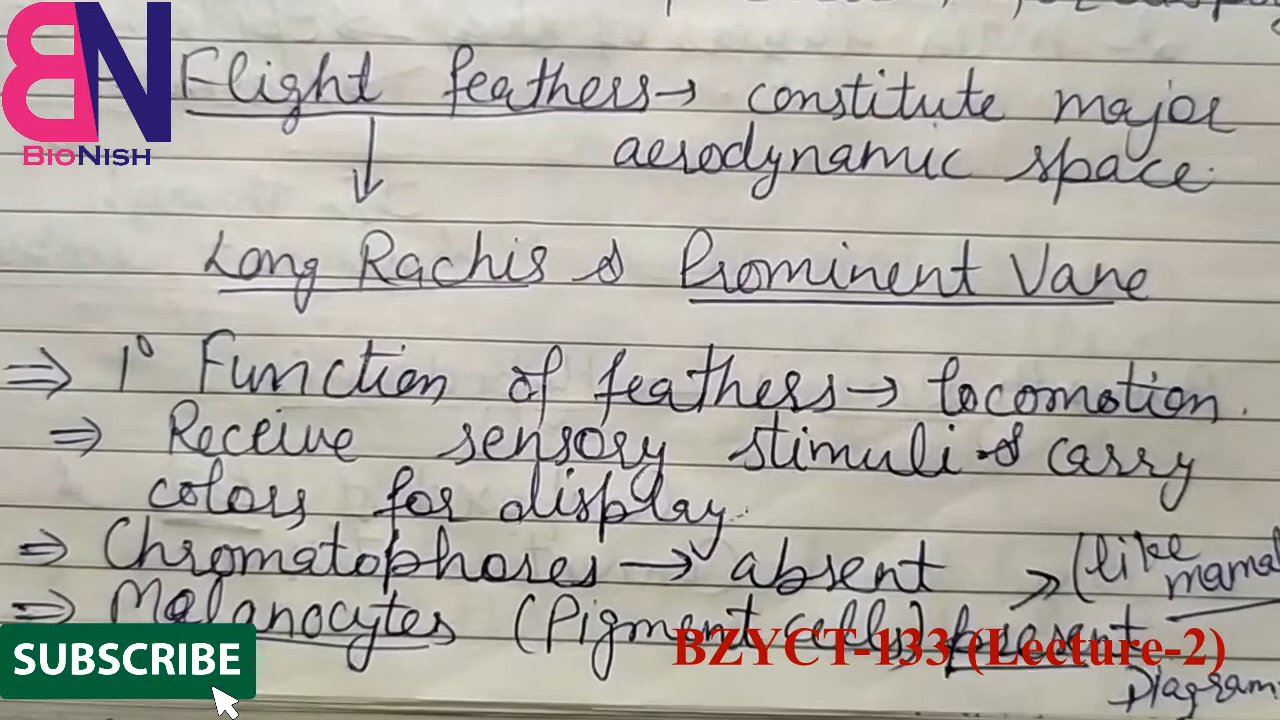 BN
BIONISH
Flight feathers → constitute major
aerodynamic space.
↓
Long Rachis & Prominent Vane
⇒ 1° Function of feathers → locomotion.
⇒ Receive sensory stimuli & carry
colors for display.
⇒ Chromatophores → absent
(like
mamal
⇒ Melanocytes (Pigment cells) present
BZYCT-133 (Lecture-2)
SUBSCRIBE
Diagram